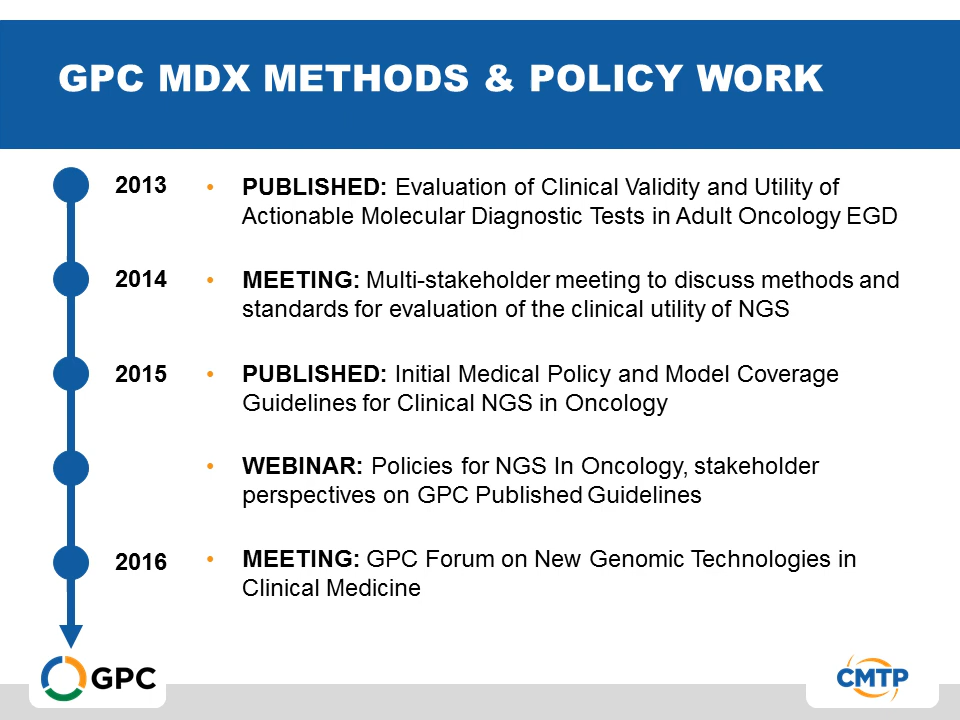 GPC MDX METHODS & POLICY WORK
2013
• PUBLISHED: Evaluation of Clinical Validity and Utility of
Actionable Molecular Diagnostic Tests in Adult Oncology EGD
2014
• MEETING: Multi-stakeholder meeting to discuss methods and
standards for evaluation of the clinical utility of NGS
2015
• PUBLISHED: Initial Medical Policy and Model Coverage
Guidelines for Clinical NGS in Oncology
• WEBINAR: Policies for NGS In Oncology, stakeholder
perspectives on GPC Published Guidelines
2016
• MEETING: GPC Forum on New Genomic Technologies in
Clinical Medicine
GPC
CMTP